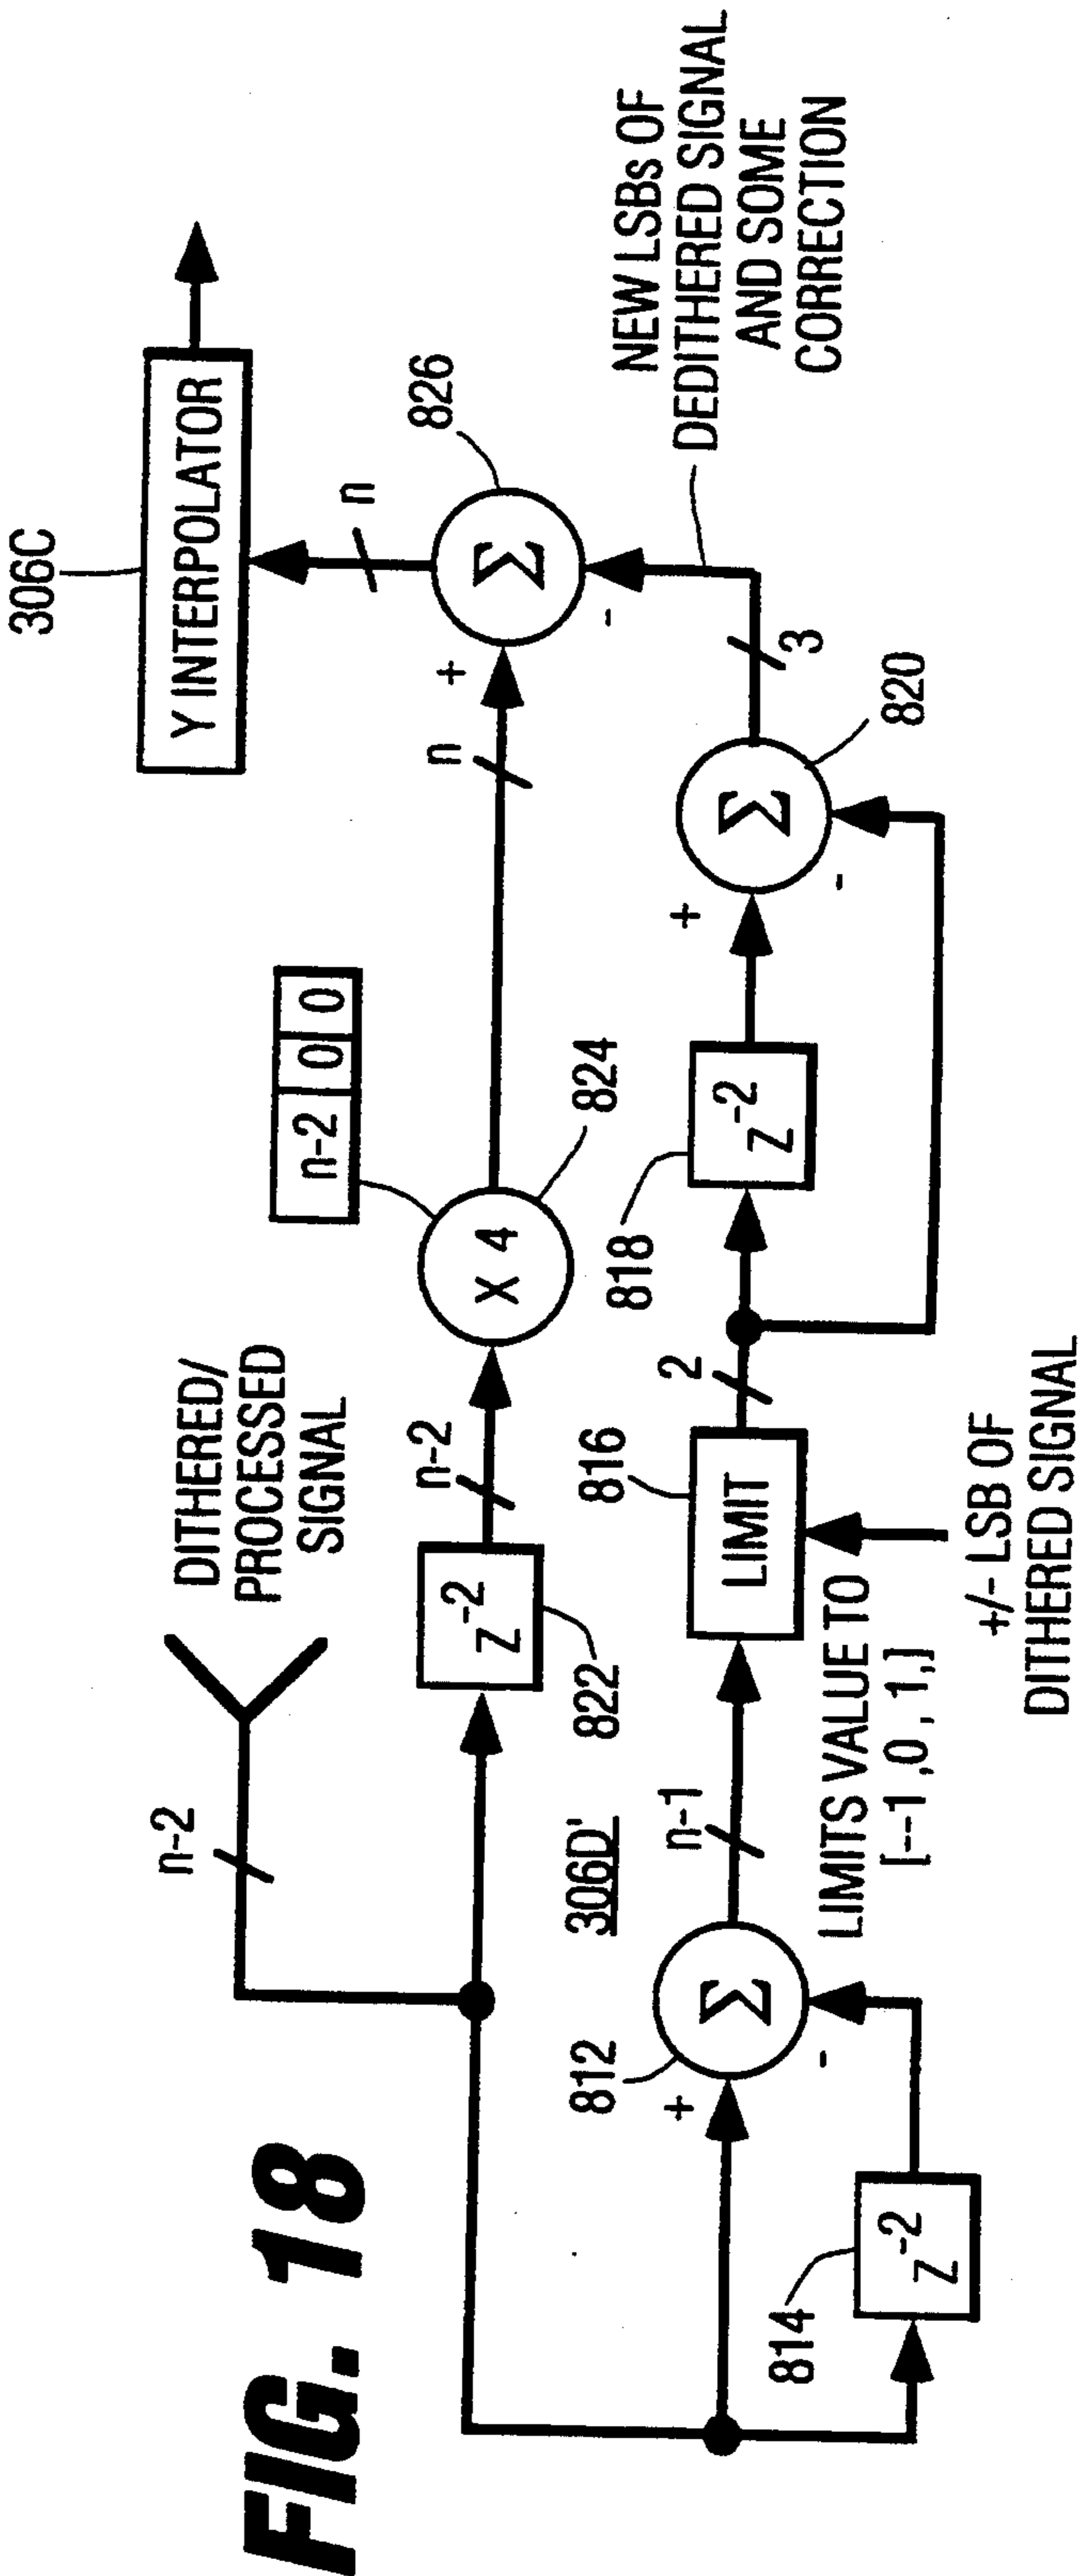 FIG. 18
306D'
DITHERED/
PROCESSED
SIGNAL
n-2
Z-2
822
n-2
X 4
824
n-2 0 0
n
+
Σ
826
-
n
Y INTERPOLATOR
306C
814
Z-2
812
+
Σ
-
n-1
LIMITS VALUE TO
[--1 ,0 , 1,]
LIMIT
816
+/- LSB OF
DITHERED SIGNAL
2
818
Z-2
+
Σ
-
820
3
NEW LSBs OF
DEDITHERED SIGNAL
AND SOME
CORRECTION